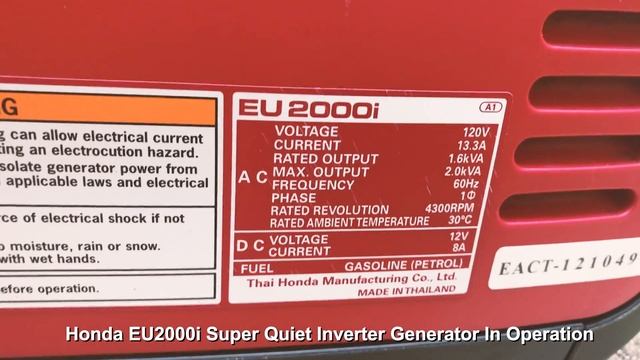 G
g can allow electrical current
ting an electrocution hazard.
solate generator power from
applicable laws and electrical
rce of electrical shock if not
o moisture, rain or snow.
with wet hands.
efore operation.
EU2000i A1
AC
VOLTAGE 120V
CURRENT 13.3A
RATED OUTPUT 1.6kVA
MAX. OUTPUT 2.0kVA
FREQUENCY 60Hz
PHASE 1Φ
RATED REVOLUTION 4300RPM
RATED AMBIENT TEMPERATURE 30°C
DC
VOLTAGE 12V
CURRENT 8A
FUEL GASOLINE (PETROL)
Thai Honda Manufacturing Co., Ltd.
MADE IN THAILAND
EACT-121049
Honda EU2000i Super Quiet Inverter Generator In Operation